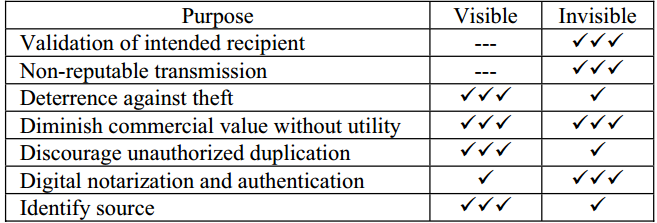 Purpose Visible Invisible
Validation of intended recipient --- ✓✓✓
Non-reputable transmission --- ✓✓✓
Deterrence against theft ✓✓✓ ✓
Diminish commercial value without utility ✓✓✓ ✓✓✓
Discourage unauthorized duplication ✓✓✓ ✓
Digital notarization and authentication ✓ ✓✓✓
Identify source ✓✓✓ ✓